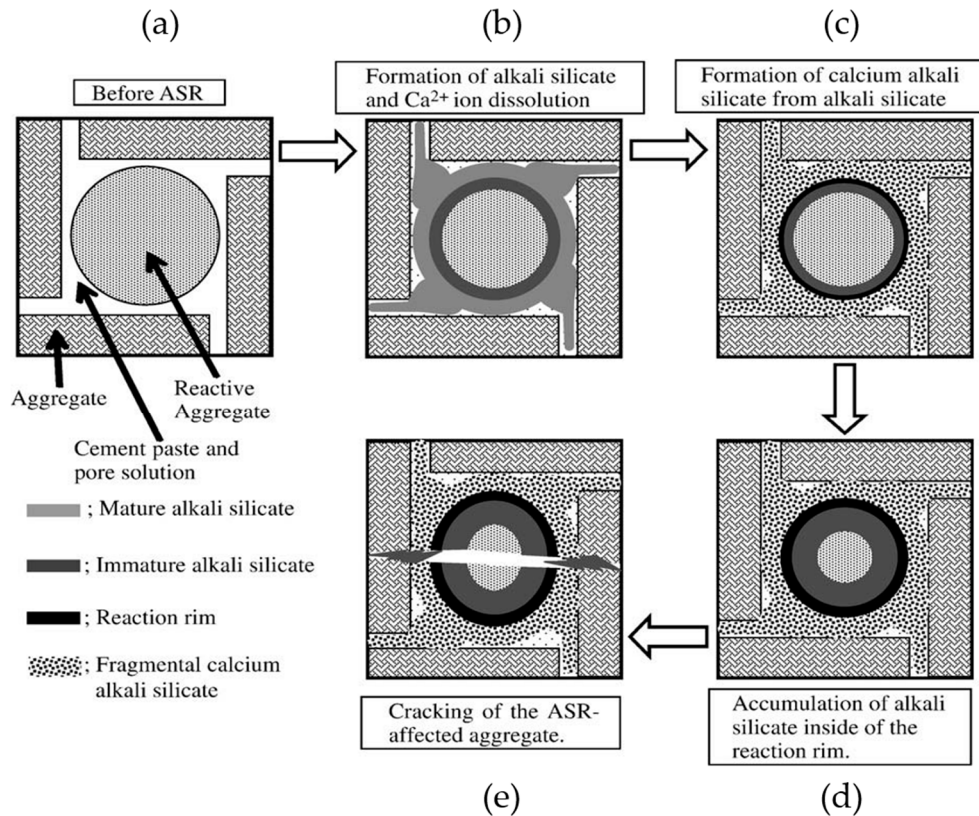 (a)
(b)
(c)
Before ASR
Formation of alkali silicate
and Ca²⁺ ion dissolution
Formation of calcium alkali
silicate from alkali silicate
Aggregate
Reactive
Aggregate
Cement paste and
pore solution
; Mature alkali silicate
; Immature alkali silicate
; Reaction rim
; Fragmental calcium
alkali silicate
Cracking of the ASR-
affected aggregate.
Accumulation of alkali
silicate inside of the
reaction rim.
(e)
(d)